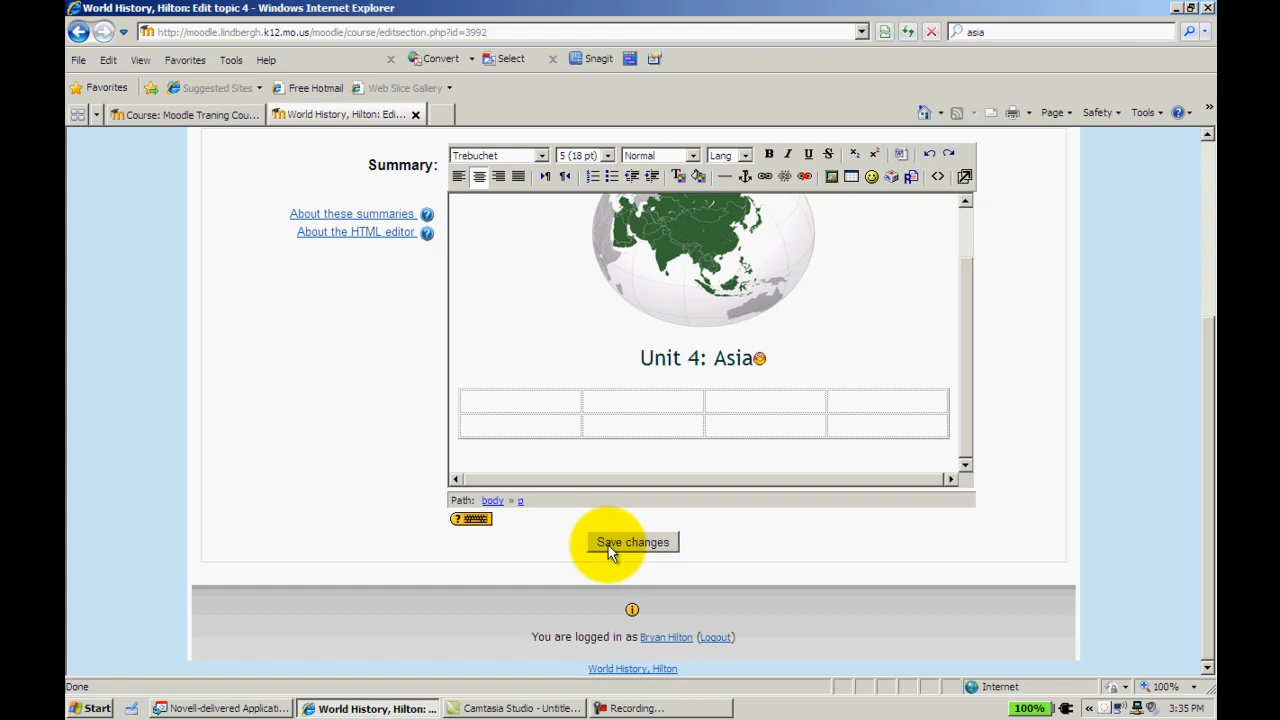 World History, Hilton: Edit topic 4 - Windows Internet Explorer
http://moodle.lindbergh.k12.mo.us/moodle/course/editsection.php?id=3992
asia
File Edit View Favorites Tools Help
Convert Select Snagit
Favorites Suggested Sites Free Hotmail Web Slice Gallery
Course: Moodle Traning Cou... World History, Hilton: Edi...
Page Safety Tools
Summary:
Trebuchet 5 (18 pt) Normal Lang B I U S
About these summaries ?
About the HTML editor ?
Unit 4: Asia
Path: body » p
?
Save changes
You are logged in as Bryan Hilton (Logout)
World History, Hilton
Done Internet 100%
Start Novell-delivered Applicati... World History, Hilton: ... Camtasia Studio - Untitle... Recording... 100% « 3:35 PM